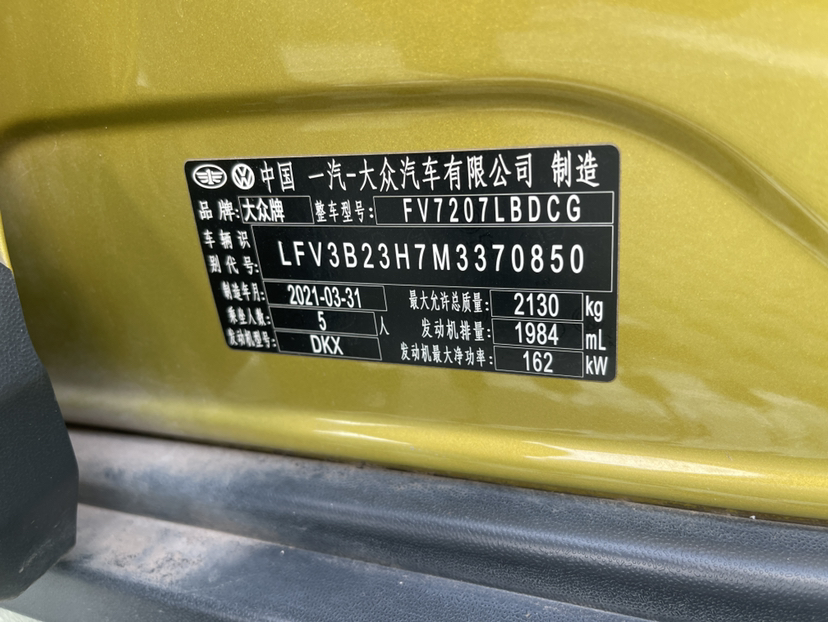 中国 一汽-大众汽车有限公司 制造
品 牌: 大众牌 整车型号: FV7207LBDCG
车 辆 识
别 代 号: LFV3B23H7M3370850
制造年月: 2021-03-31 最大允许总质量: 2130 kg
乘坐人数: 5 人 发动机排量: 1984 mL
发动机型号: DKX 发动机最大净功率: 162 kW